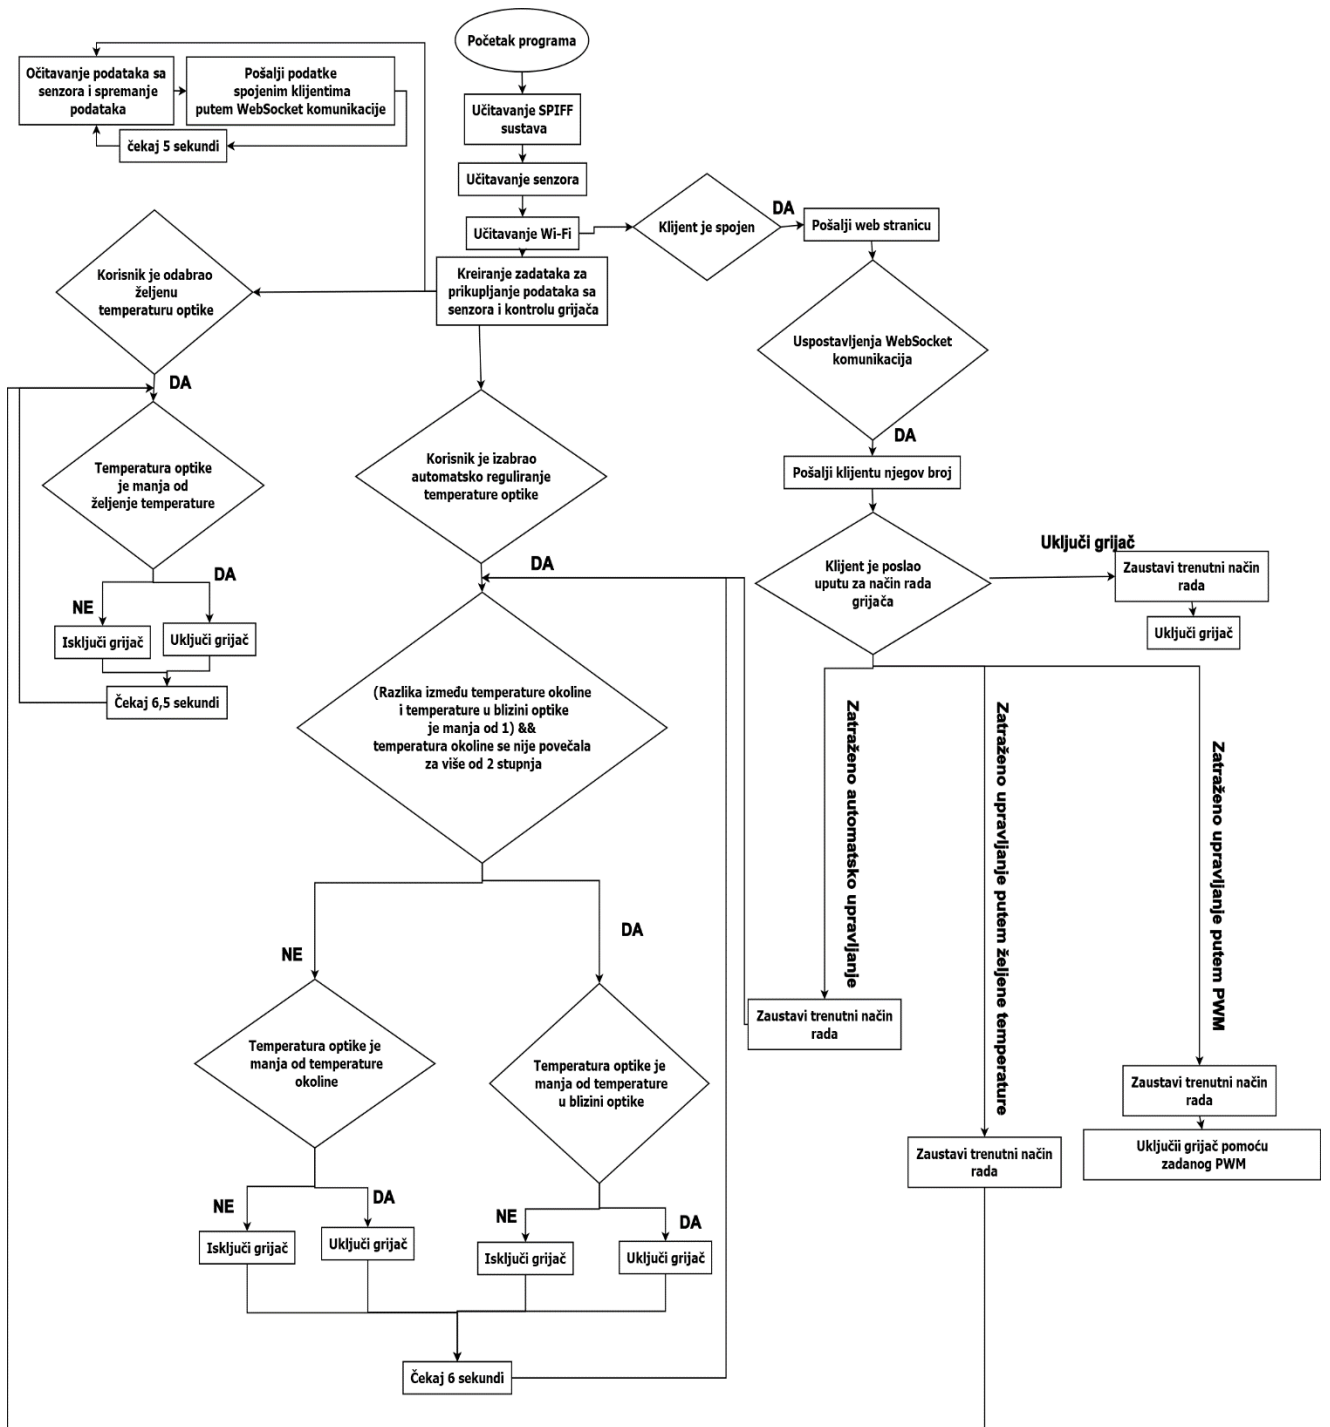 Početak programa
Očitavanje podataka sa
senzora i spremanje
podataka
Pošalji podatke
spojenim klijentima
putem WebSocket komunikacije
čekaj 5 sekundi
Učitavanje SPIFF
sustava
Učitavanje senzora
Učitavanje Wi-Fi
Klijent je spojen
DA
Pošalji web stranicu
Kreiranje zadataka za
prikupljanje podataka sa
senzora i kontrolu grijača
Korisnik je odabrao
željenu
temperaturu optike
DA
Uspostavljenja WebSocket
komunikacija
DA
Pošalji klijentu njegov broj
Temperatura optike
je manja od
željenje temperature
DA
NE
Isključi grijač
Uključi grijač
Čekaj 6,5 sekundi
Korisnik je izabrao
automatsko reguliranje
temperature optike
DA
Klijent je poslao
uputu za način rada
grijača
Uključi grijač
Zaustavi trenutni način
rada
Uključi grijač
(Razlika između temperature okoline
i temperature u blizini optike
je manja od 1) &&
temperatura okoline se nije povečala
za više od 2 stupnja
NE
DA
Zatraženo automatsko upravljanje
Zatraženo upravljanje putem željene temperature
Zatraženo upravljanje putem PWM
Zaustavi trenutni način
rada
Temperatura optike je
manja od temperature
okoline
Temperatura optike je
manja od temperature
u blizini optike
Zaustavi trenutni način
rada
Uključii grijač pomoću
zadanog PWM
Zaustavi trenutni način
rada
NE
DA
Isključi grijač
Uključi grijač
NE
DA
Isključi grijač
Uključi grijač
Čekaj 6 sekundi